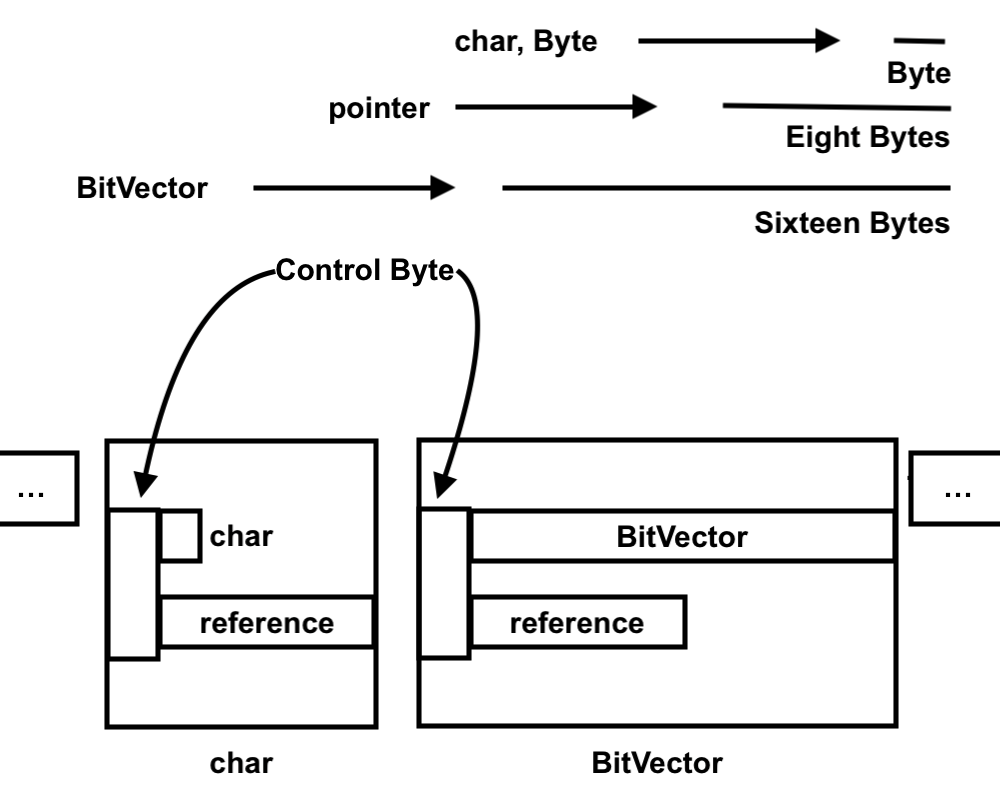 char, Byte
Byte
pointer
Eight Bytes
BitVector
Sixteen Bytes
Control Byte
...
...
char
BitVector
reference
reference
char
BitVector